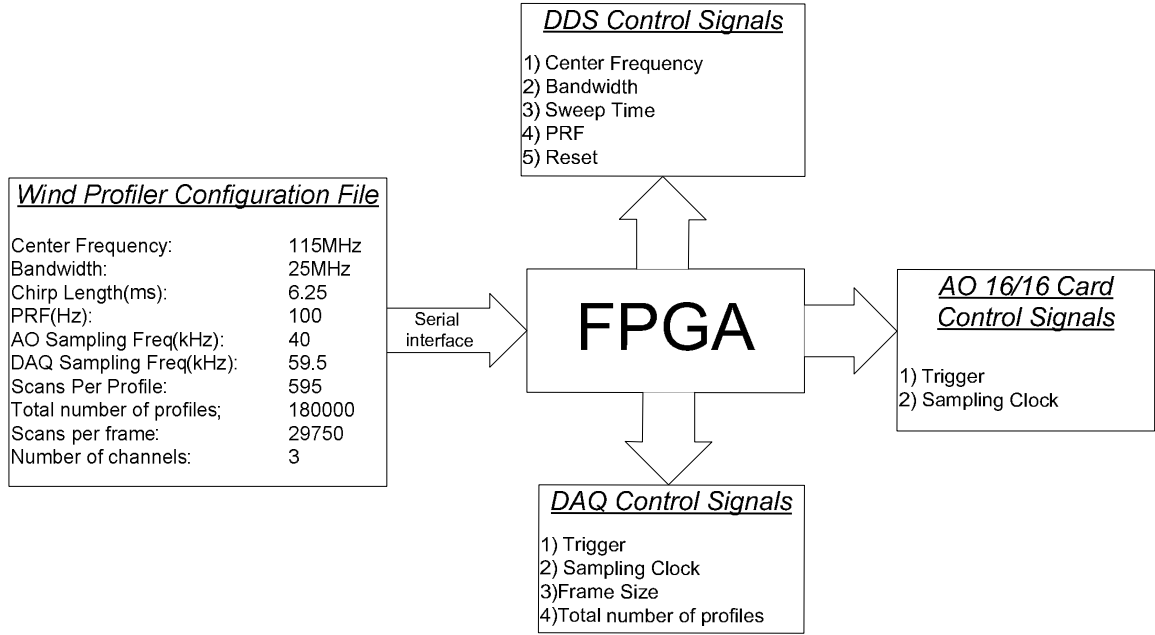 DDS Control Signals
1) Center Frequency
2) Bandwidth
3) Sweep Time
4) PRF
5) Reset
Wind Profiler Configuration File
Center Frequency: 115MHz
Bandwidth: 25MHz
Chirp Length(ms): 6.25
PRF(Hz): 100
AO Sampling Freq(kHz): 40
DAQ Sampling Freq(kHz): 59.5
Scans Per Profile: 595
Total number of profiles; 180000
Scans per frame: 29750
Number of channels: 3
Serial
interface
FPGA
AO 16/16 Card
Control Signals
1) Trigger
2) Sampling Clock
DAQ Control Signals
1) Trigger
2) Sampling Clock
3)Frame Size
4)Total number of profiles